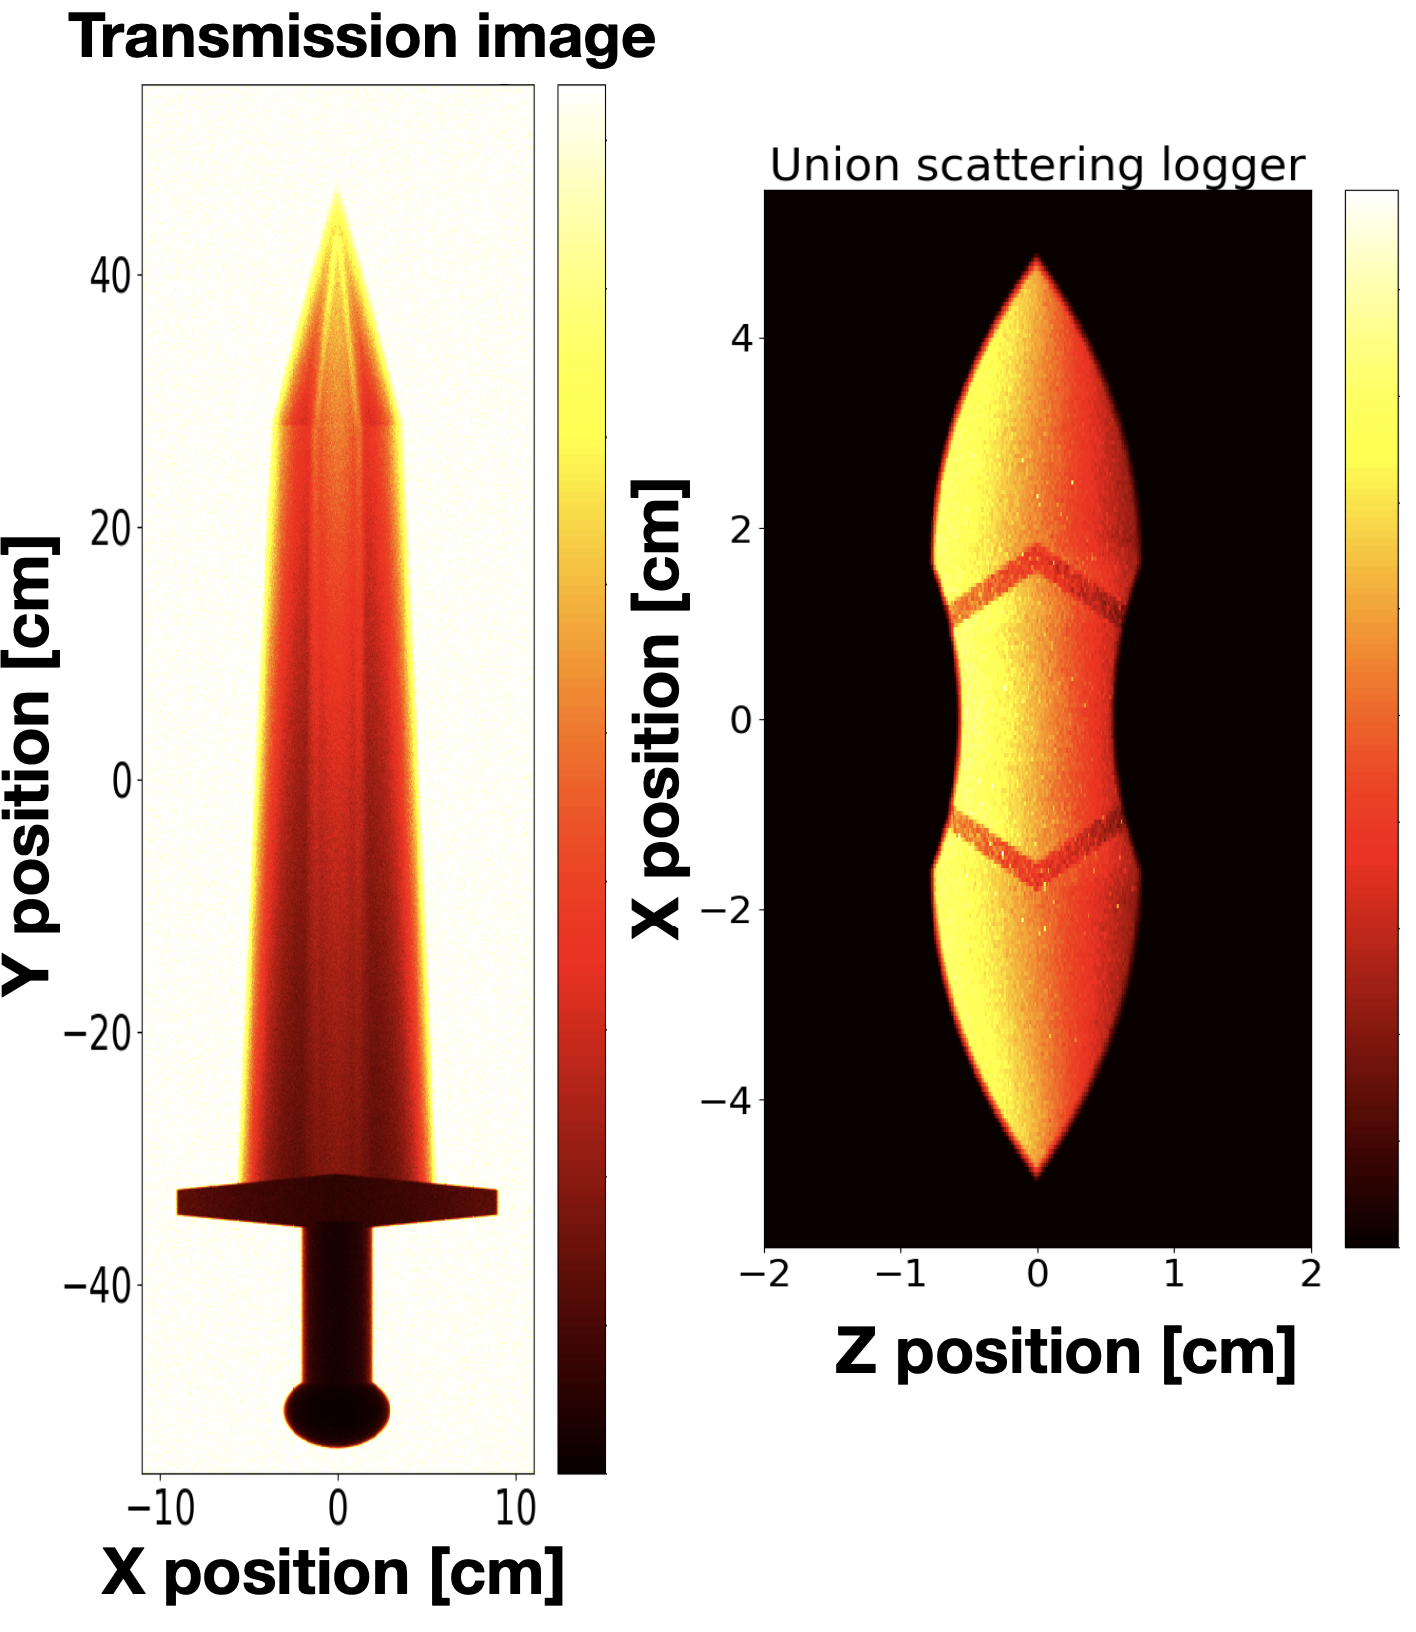 Transmission image
40
20
0
−20
−40
Y position [cm]
−10 0 10
X position [cm]
Union scattering logger
4
2
0
−2
−4
X position [cm]
−2 −1 0 1 2
Z position [cm]